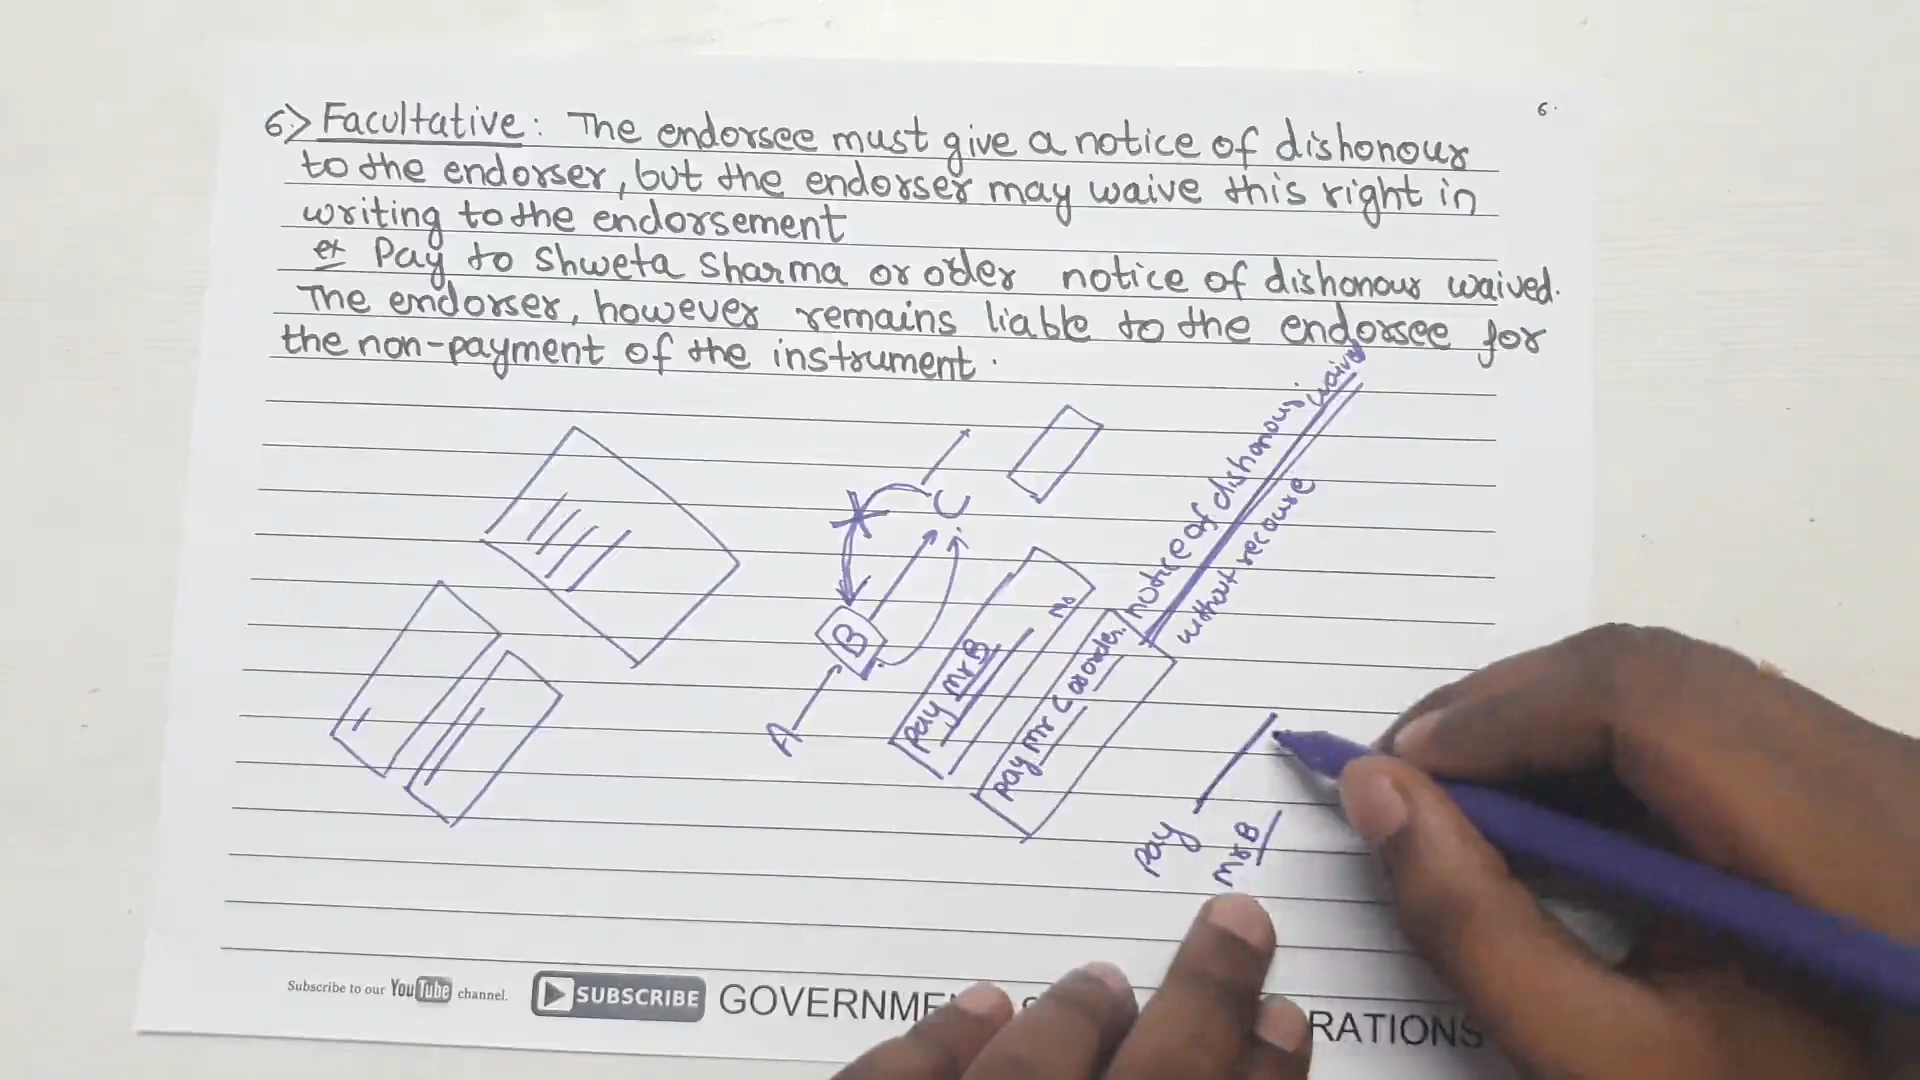 6.
6> Facultative : The endorsee must give a notice of dishonour
to the endorser, but the endorser may waive this right in
writing to the endorsement
ex Pay to Shweta Sharma or order notice of dishonour waived.
The endorser, however remains liable to the endorsee for
the non-payment of the instrument.
C
B
A
Pay Mr B
Mr
Pay Mr C or order. notice of dishonour waived
without recourse
Pay
Mr B
Subscribe to our YouTube channel. SUBSCRIBE